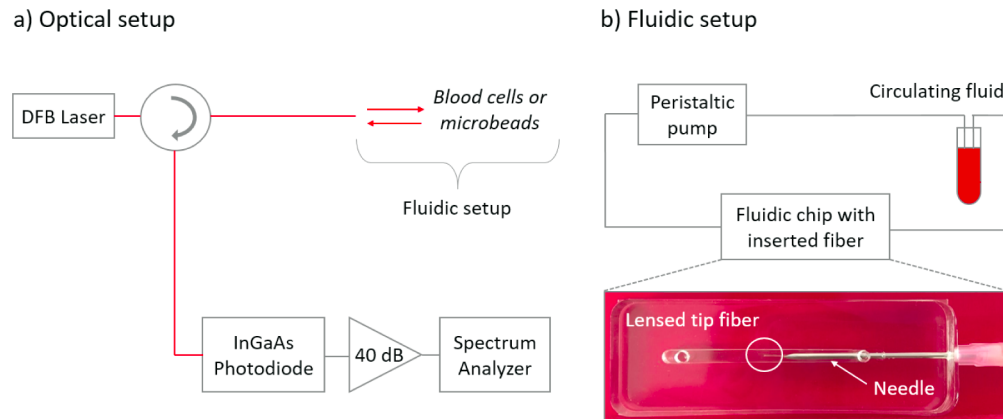 a) Optical setup
DFB Laser
Blood cells or
microbeads
Fluidic setup
InGaAs
Photodiode
40 dB
Spectrum
Analyzer
b) Fluidic setup
Peristaltic
pump
Circulating fluid
Fluidic chip with
inserted fiber
Lensed tip fiber
Needle